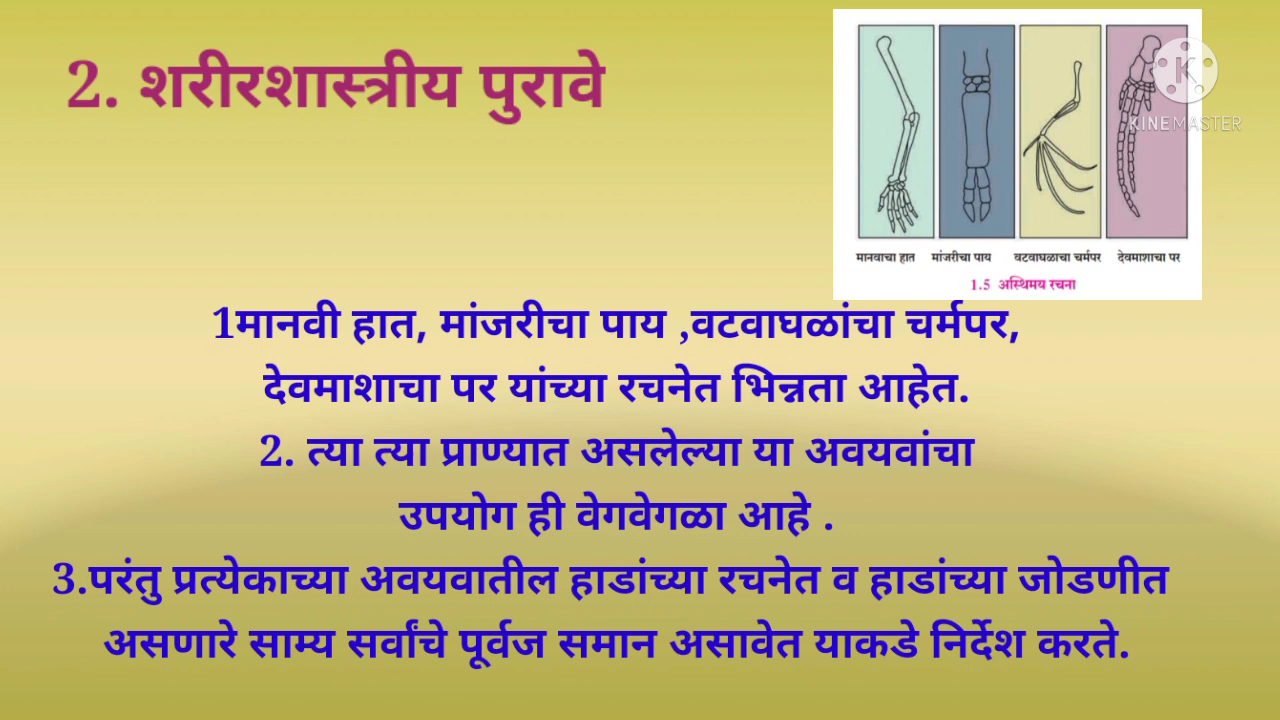 2. शरीरशास्त्रीय पुरावे
K
KINEMASTER
मानवाचा हात मांजरीचा पाय वटवाघळाचा चर्मपर देवमाशाचा पर
1.5 अस्थिमय रचना
1मानवी हात, मांजरीचा पाय ,वटवाघळांचा चर्मपर,
देवमाशाचा पर यांच्या रचनेत भिन्नता आहेत.
2. त्या त्या प्राण्यात असलेल्या या अवयवांचा
उपयोग ही वेगवेगळा आहे .
3.परंतु प्रत्येकाच्या अवयवातील हाडांच्या रचनेत व हाडांच्या जोडणीत
असणारे साम्य सर्वांचे पूर्वज समान असावेत याकडे निर्देश करते.